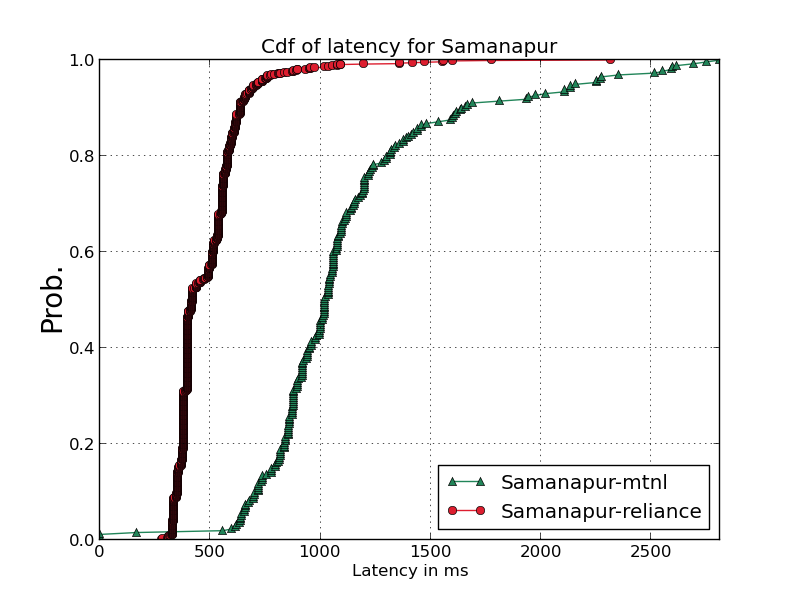 Cdf of latency for Samanapur
1.0
0.8
0.6
0.4
0.2
0.0
Prob.
0
500
1000
1500
2000
2500
Latency in ms
Samanapur-mtnl
Samanapur-reliance